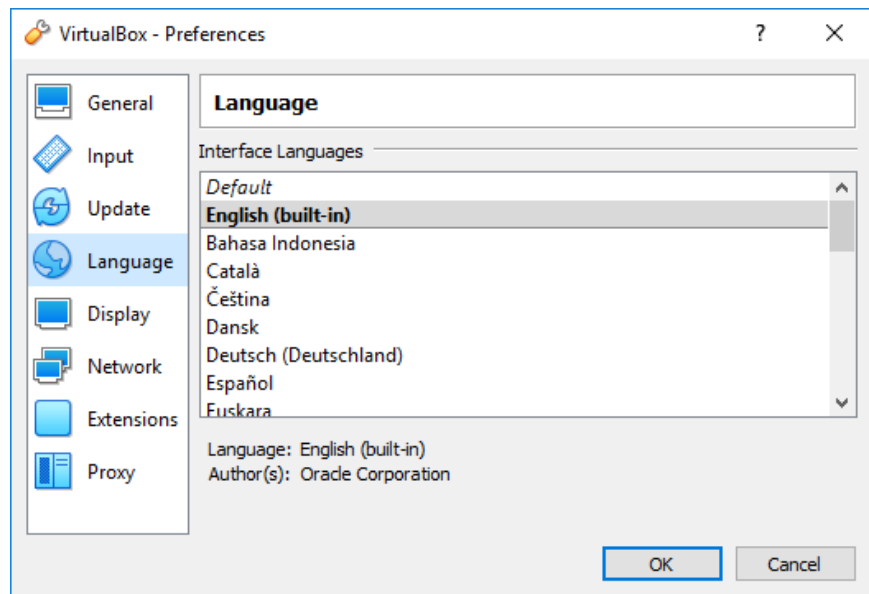 VirtualBox - Preferences
?
General
Input
Update
Language
Display
Network
Extensions
Proxy
Language
Interface Languages
Default
English (built-in)
Bahasa Indonesia
Català
Čeština
Dansk
Deutsch (Deutschland)
Español
Euskara
Language: English (built-in)
Author(s): Oracle Corporation
OK
Cancel